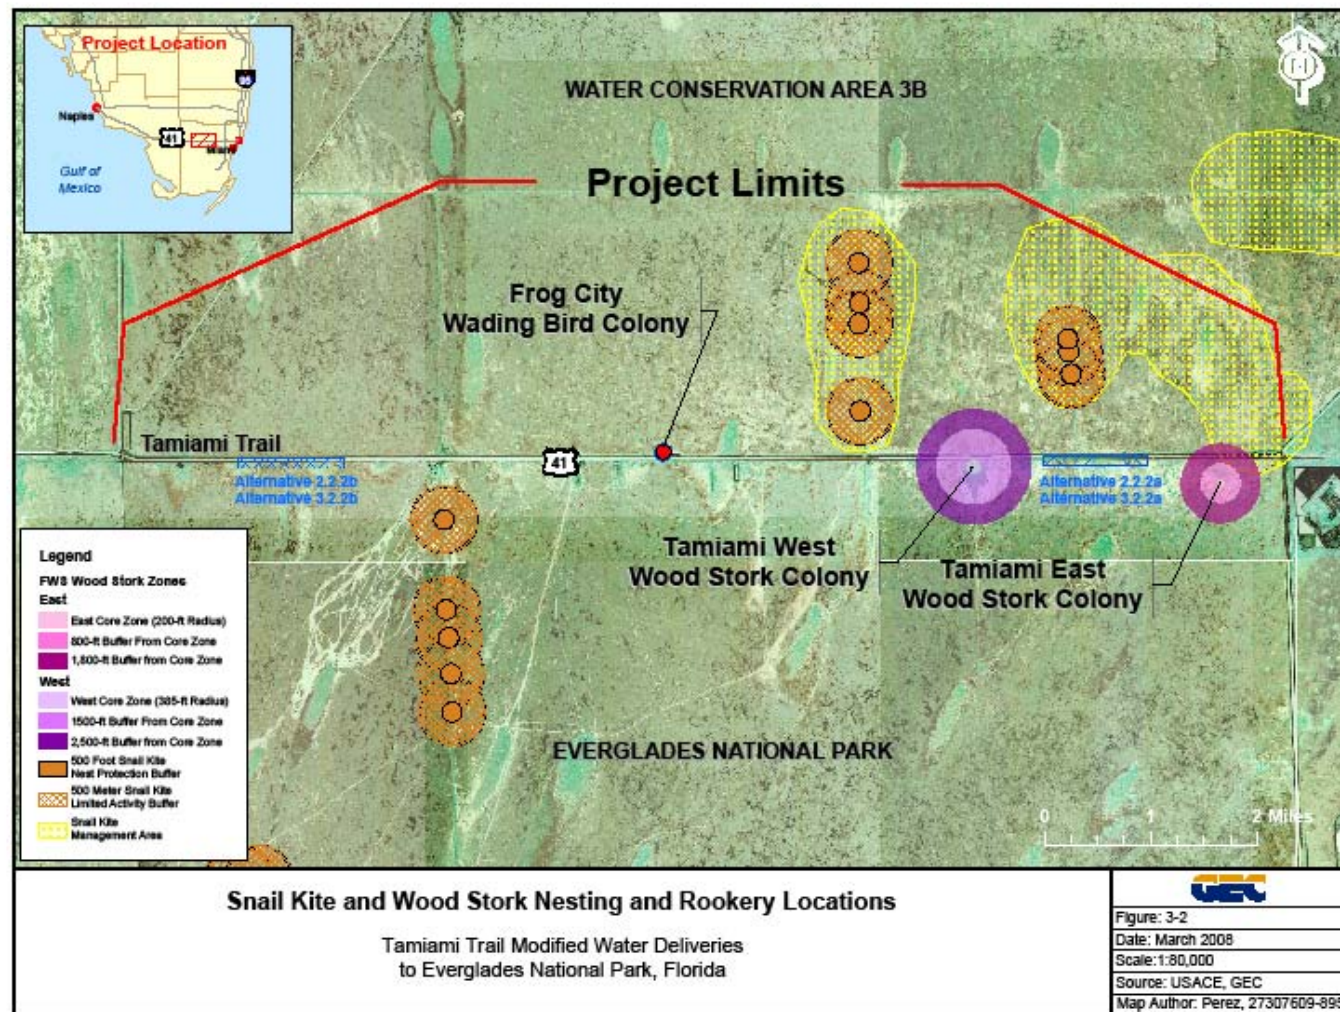 Project Location
95
Naples
41
Miami
Gulf of
Mexico
WATER CONSERVATION AREA 3B
Project Limits
Frog City
Wading Bird Colony
Tamiami Trail
41
Alternative 2.2.2b
Alternative 3.2.2b
Alternative 2.2.2a
Alternative 3.2.2a
Tamiami West
Wood Stork Colony
Tamiami East
Wood Stork Colony
EVERGLADES NATIONAL PARK
0 1 2 Miles
Legend
FWS Wood Stork Zones
East
East Core Zone (200-ft Radius)
800-ft Buffer From Core Zone
1,800-ft Buffer from Core Zone
West
West Core Zone (385-ft Radius)
1500-ft Buffer From Core Zone
2,500-ft Buffer from Core Zone
500 Foot Snail Kite
Nest Protection Buffer
500 Meter Snail Kite
Limited Activity Buffer
Snail Kite
Management Area
Snail Kite and Wood Stork Nesting and Rookery Locations
Tamiami Trail Modified Water Deliveries
to Everglades National Park, Florida
GEC
Figure: 3-2
Date: March 2008
Scale:1:80,000
Source: USACE, GEC
Map Author: Perez, 27307609-895